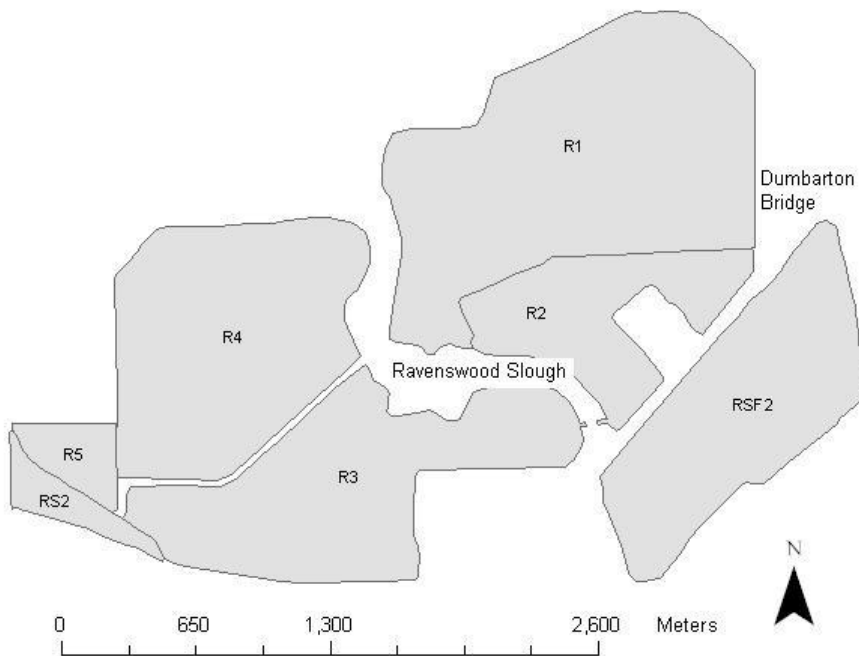 R1
Dumbarton
Bridge
R2
R4
Ravenswood Slough
RSF2
R5
R3
RS2
N
0 650 1,300 2,600 Meters